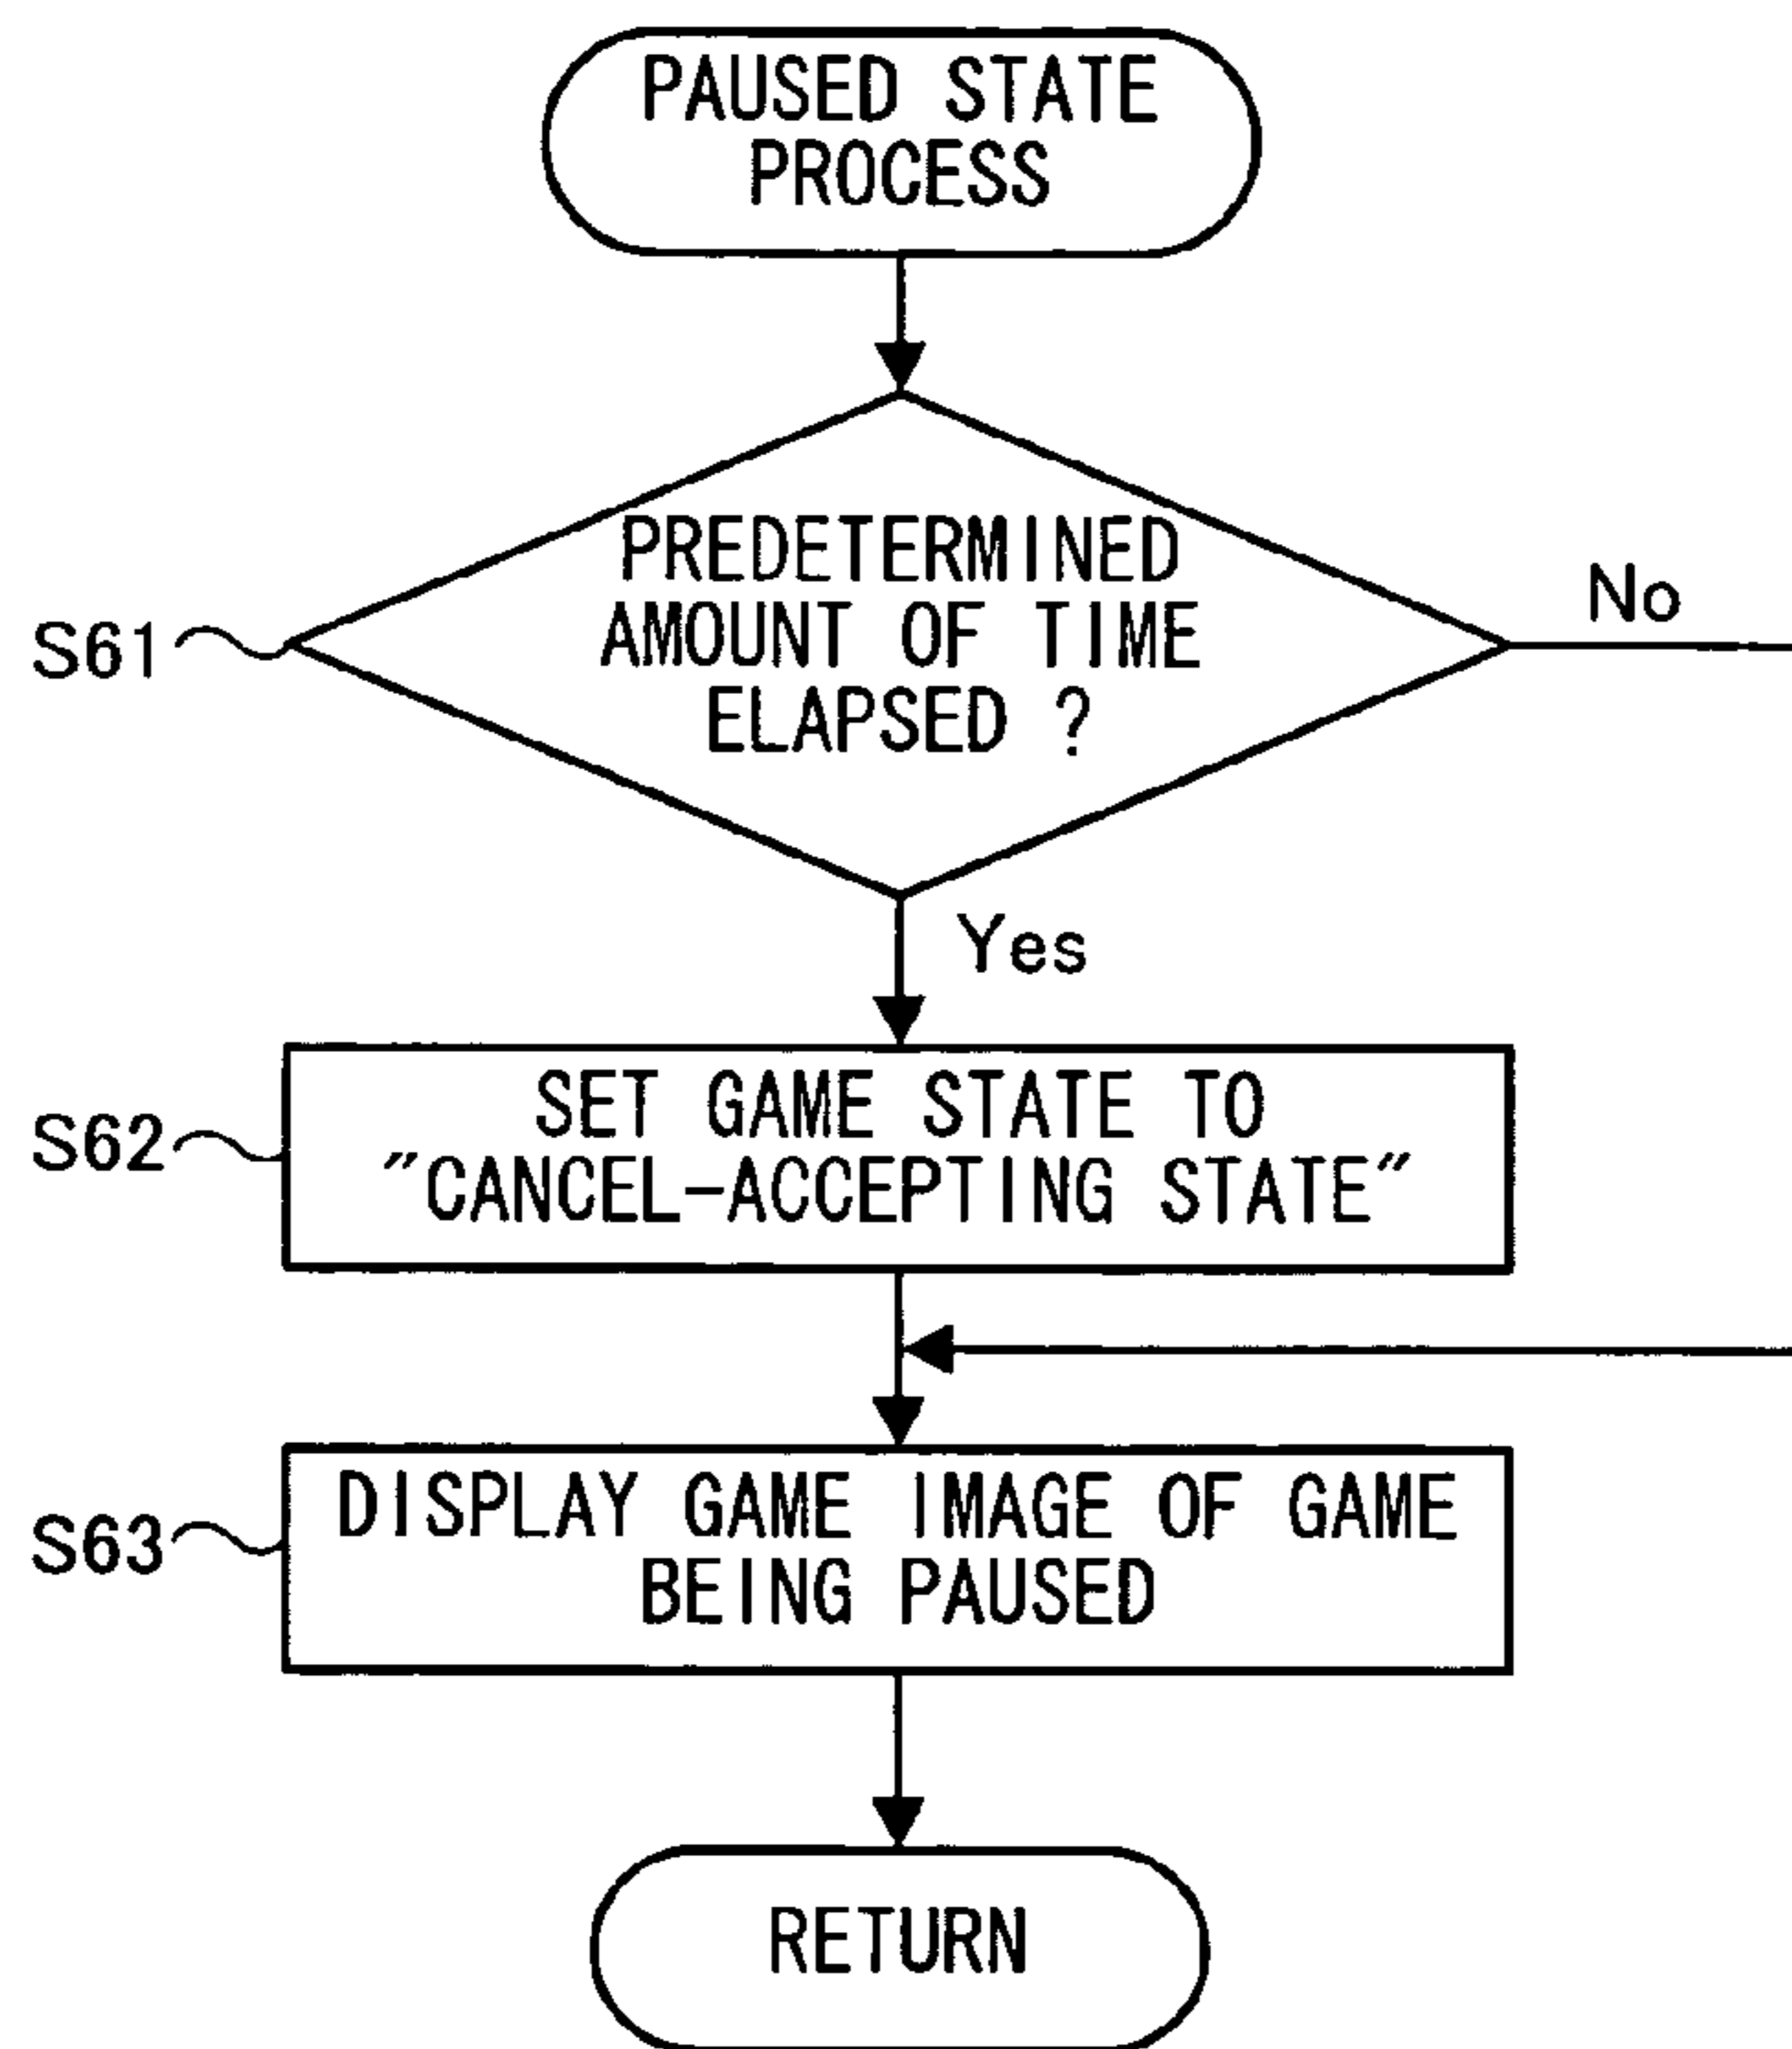 PAUSED STATE
PROCESS
PREDETERMINED
AMOUNT OF TIME
ELAPSED ?
No
S61
Yes
SET GAME STATE TO
"CANCEL-ACCEPTING STATE"
S62
DISPLAY GAME IMAGE OF GAME
BEING PAUSED
S63
RETURN